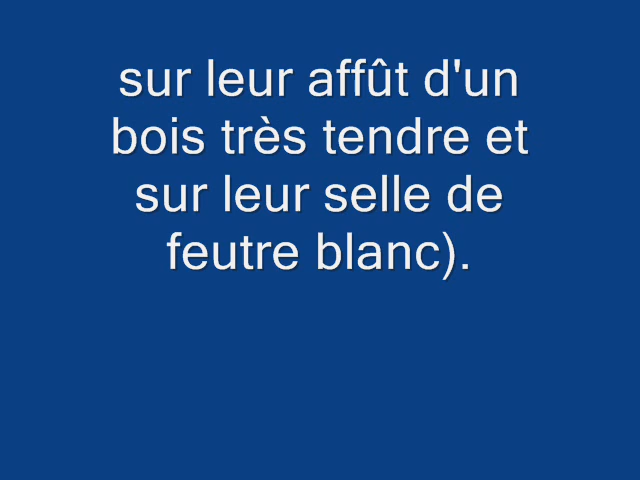 sur leur affût d'un
bois très tendre et
sur leur selle de
feutre blanc).